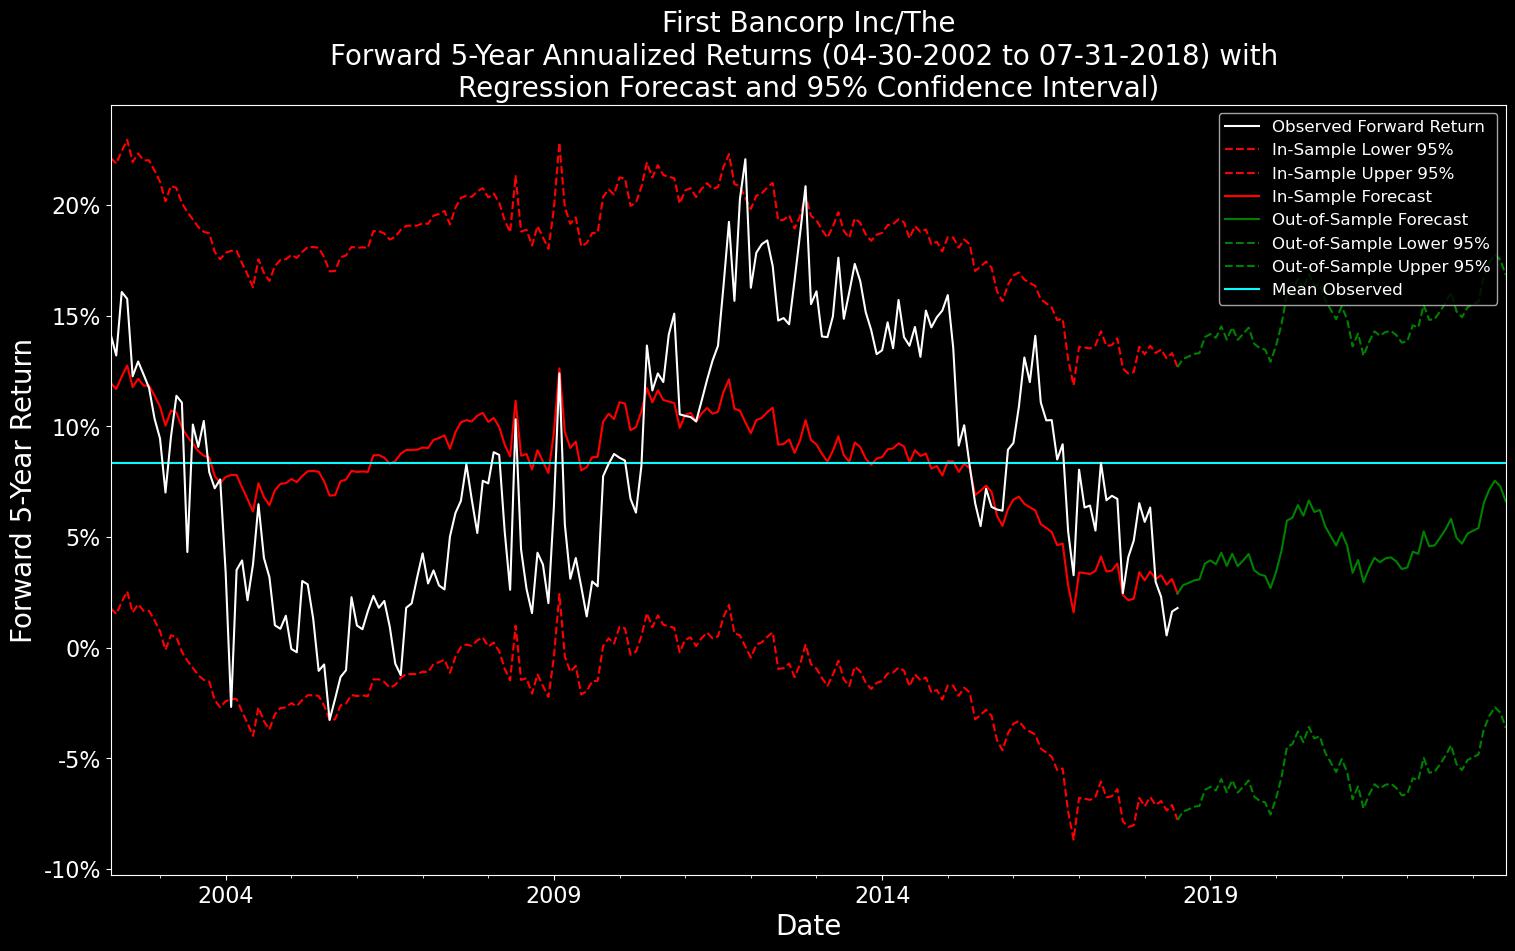 First Bancorp Inc/The
Forward 5-Year Annualized Returns (04-30-2002 to 07-31-2018) with
Regression Forecast and 95% Confidence Interval)
Observed Forward Return
In-Sample Lower 95%
In-Sample Upper 95%
In-Sample Forecast
Out-of-Sample Forecast
Out-of-Sample Lower 95%
Out-of-Sample Upper 95%
Mean Observed
Forward 5-Year Return
20%
15%
10%
5%
0%
-5%
-10%
2004
2009
2014
2019
Date